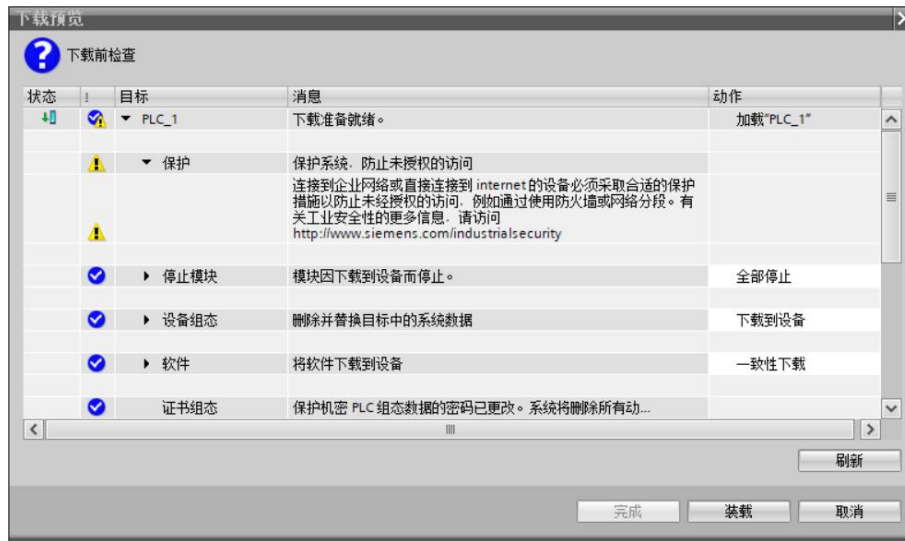 下载预览
下载前检查
状态 ! 目标 消息 动作
PLC_1 下载准备就绪。 加载"PLC_1"
保护 保护系统，防止未授权的访问
连接到企业网络或直接连接到 internet 的设备必须采取合适的保护
措施以防止未经授权的访问，例如通过使用防火墙或网络分段。有
关工业安全性的更多信息，请访问
http://www.siemens.com/industrialsecurity
停止模块 模块因下载到设备而停止。 全部停止
设备组态 删除并替换目标中的系统数据 下载到设备
软件 将软件下载到设备 一致性下载
证书组态 保护机密 PLC 组态数据的密码已更改。系统将删除所有动...
刷新
完成 装载 取消